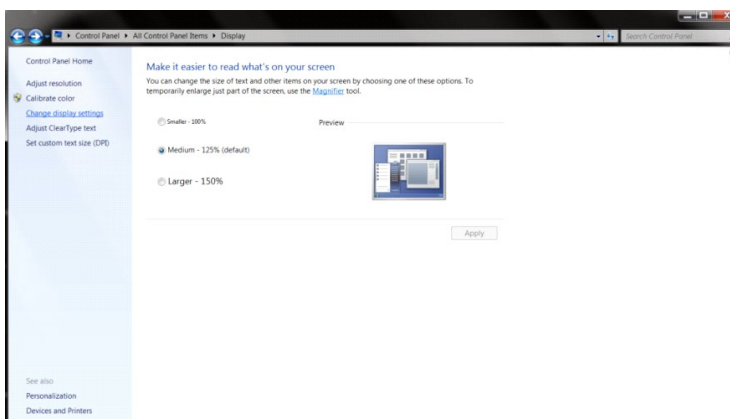 Control Panel ▸ All Control Panel Items ▸ Display
Search Control Panel
Control Panel Home
Adjust resolution
Calibrate color
Change display settings
Adjust ClearType text
Set custom text size (DPI)
Make it easier to read what's on your screen
You can change the size of text and other items on your screen by choosing one of these options. To
temporarily enlarge just part of the screen, use the Magnifier tool.
Smaller - 100%
Preview
Medium - 125% (default)
Larger - 150%
Apply
See also
Personalization
Devices and Printers